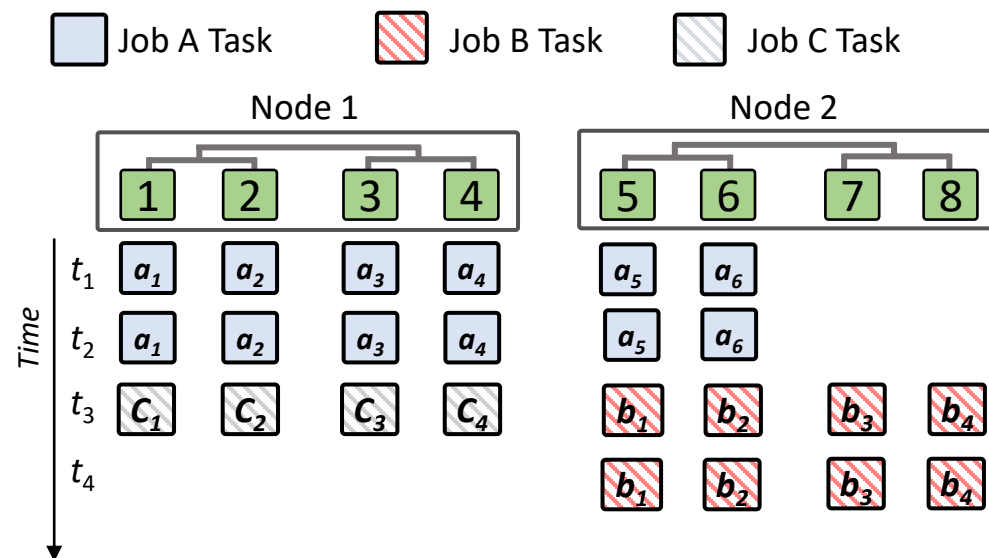 Job A Task Job B Task Job C Task
Node 1 Node 2
1 2 3 4 5 6 7 8
t₁ a₁ a₂ a₃ a₄ a₅ a₆
t₂ a₁ a₂ a₃ a₄ a₅ a₆
t₃ C₁ C₂ C₃ C₄ b₁ b₂ b₃ b₄
t₄ b₁ b₂ b₃ b₄
Time